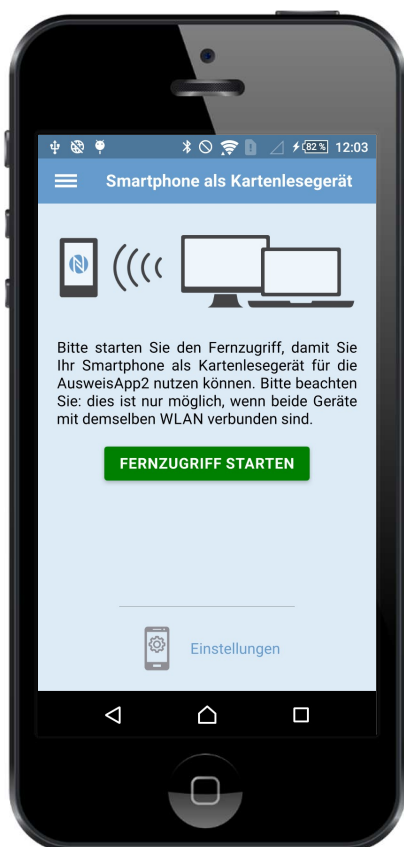 82% 12:03
Smartphone als Kartenlesegerät
Bitte starten Sie den Fernzugriff, damit Sie
Ihr Smartphone als Kartenlesegerät für die
AusweisApp2 nutzen können. Bitte beachten
Sie: dies ist nur möglich, wenn beide Geräte
mit demselben WLAN verbunden sind.
FERNZUGRIFF STARTEN
Einstellungen